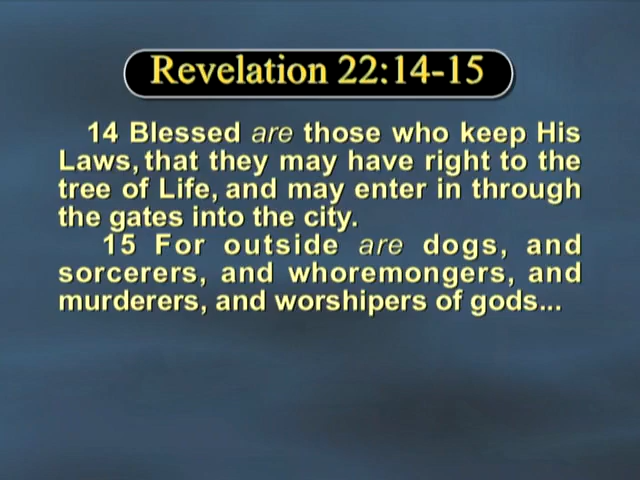 Revelation 22:14-15
14 Blessed are those who keep His
Laws, that they may have right to the
tree of Life, and may enter in through
the gates into the city.
15 For outside are dogs, and
sorcerers, and whoremongers, and
murderers, and worshipers of gods...